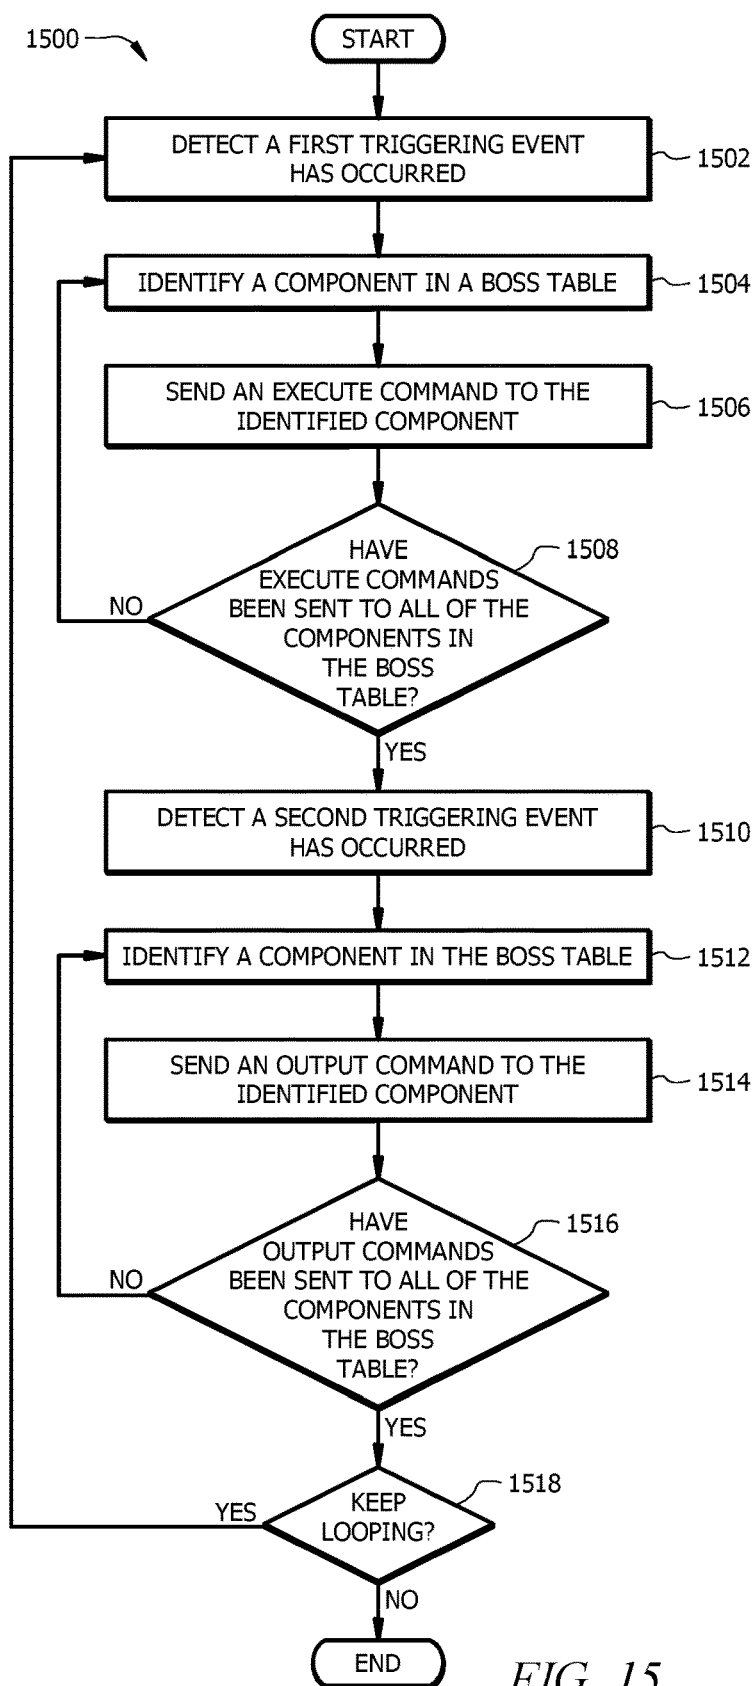 1500
START
DETECT A FIRST TRIGGERING EVENT
HAS OCCURRED
1502
IDENTIFY A COMPONENT IN A BOSS TABLE
1504
SEND AN EXECUTE COMMAND TO THE
IDENTIFIED COMPONENT
1506
HAVE
EXECUTE COMMANDS
BEEN SENT TO ALL OF THE
COMPONENTS IN
THE BOSS
TABLE?
1508
NO
YES
DETECT A SECOND TRIGGERING EVENT
HAS OCCURRED
1510
IDENTIFY A COMPONENT IN THE BOSS TABLE
1512
SEND AN OUTPUT COMMAND TO THE
IDENTIFIED COMPONENT
1514
HAVE
OUTPUT COMMANDS
BEEN SENT TO ALL OF THE
COMPONENTS IN
THE BOSS
TABLE?
1516
NO
YES
KEEP
LOOPING?
1518
YES
NO
END
FIG. 15